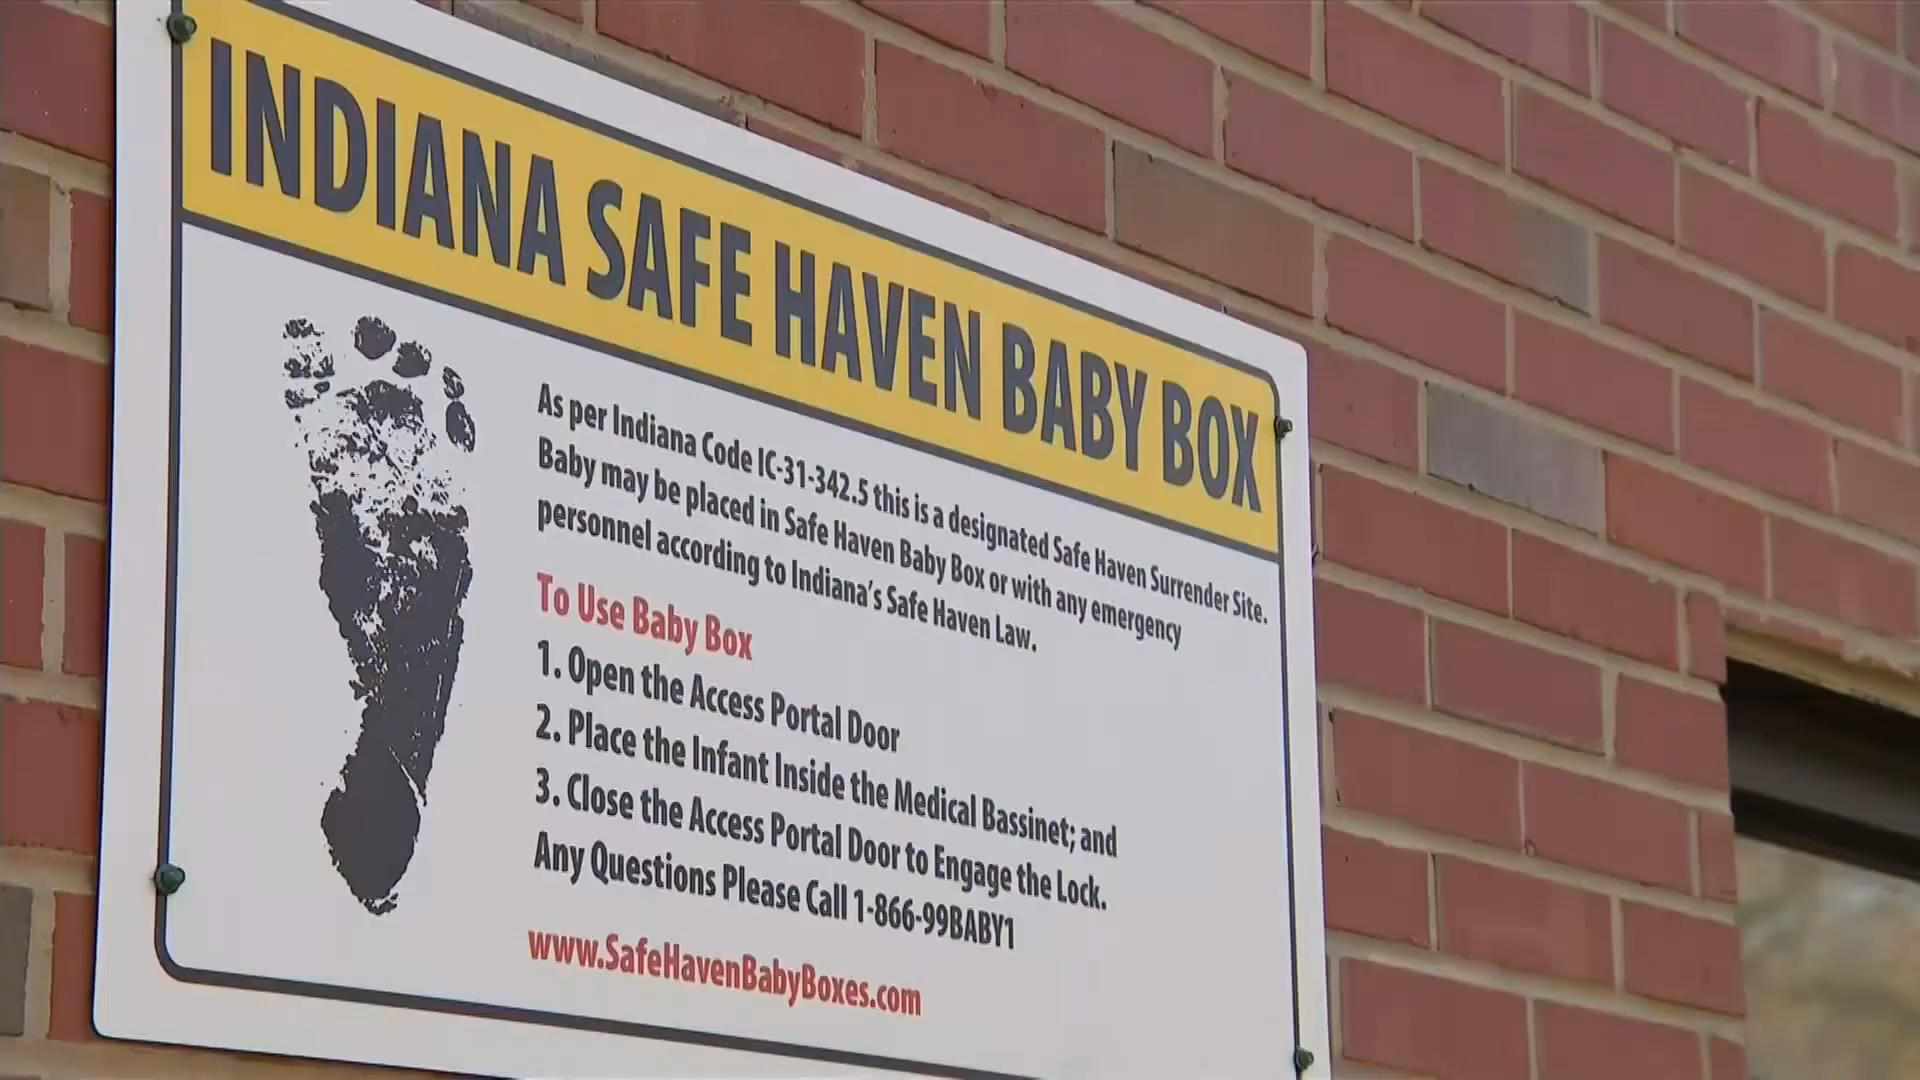 INDIANA SAFE HAVEN BABY BOX
As per Indiana Code IC-31-342.5 this is a designated Safe Haven Surrender Site.
Baby may be placed in Safe Haven Baby Box or with any emergency
personnel according to Indiana's Safe Haven Law.
To Use Baby Box
1. Open the Access Portal Door
2. Place the Infant Inside the Medical Bassinet; and
3. Close the Access Portal Door to Engage the Lock.
Any Questions Please Call 1-866-99BABY1
www.SafeHavenBabyBoxes.com